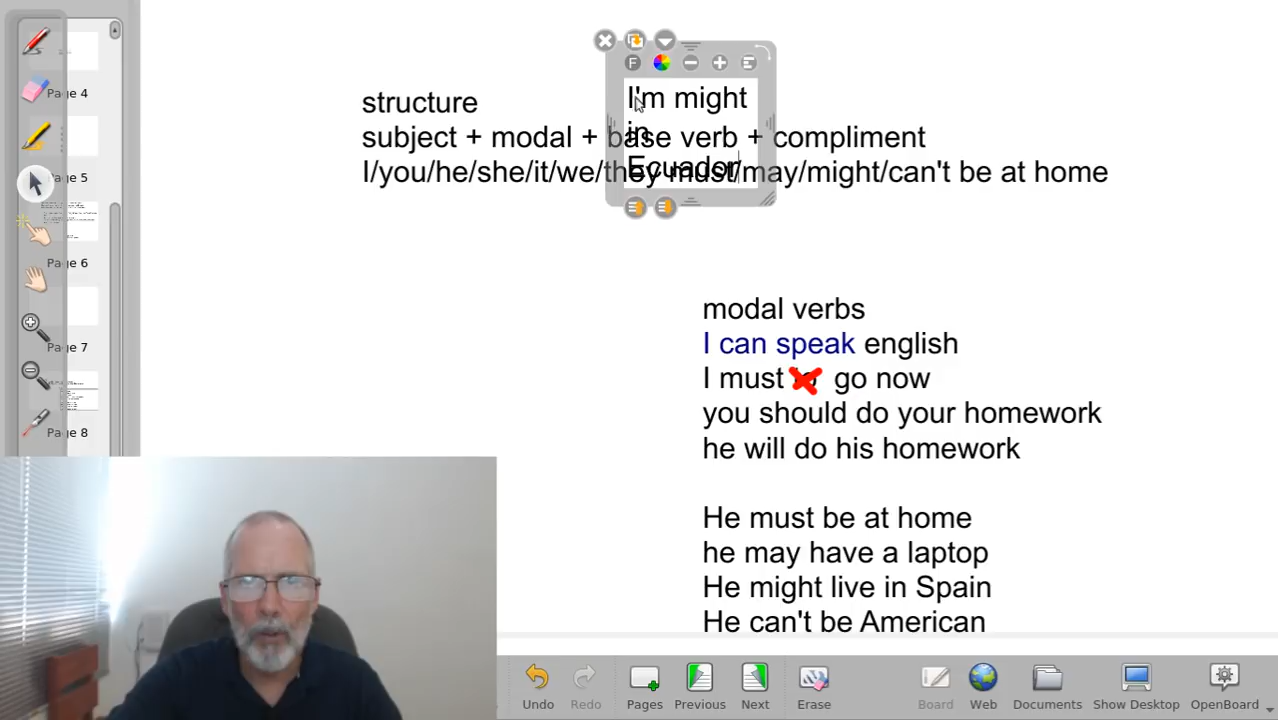 Page 4
Page 5
Page 6
Page 7
Page 8
F
I'm might
in
Ecuador
structure
subject + modal + base verb + compliment
I/you/he/she/it/we/they must/may/might/can't be at home
modal verbs
I can speak english
I must to go now
you should do your homework
he will do his homework
He must be at home
he may have a laptop
He might live in Spain
He can't be American
Undo
Redo
Pages
Previous
Next
Erase
Board
Web
Documents
Show Desktop
OpenBoard